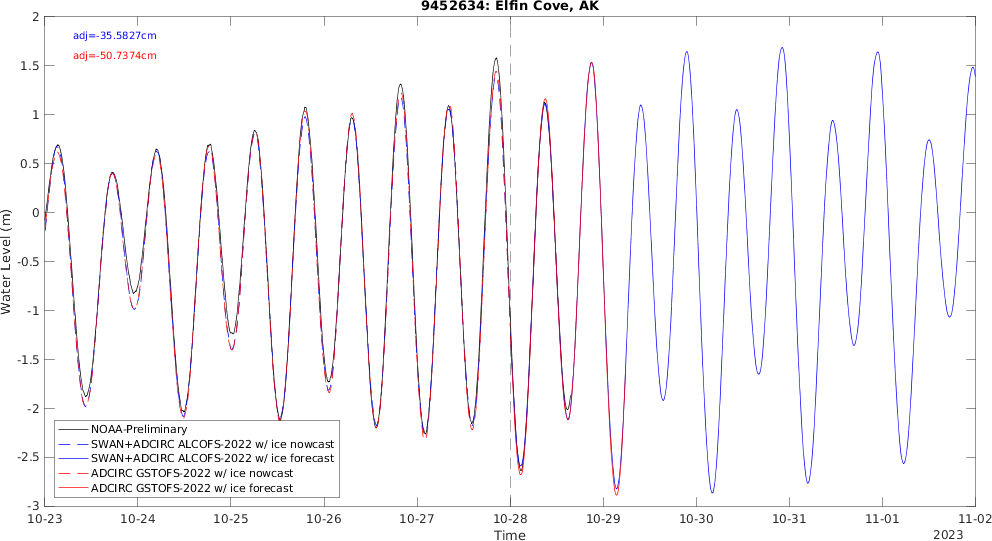 9452634: Elfin Cove, AK
adj=-35.5827cm
adj=-50.7374cm
Water Level (m)
2
1.5
1
0.5
0
-0.5
-1
-1.5
-2
-2.5
-3
NOAA-Preliminary
SWAN+ADCIRC ALCOFS-2022 w/ ice nowcast
SWAN+ADCIRC ALCOFS-2022 w/ ice forecast
ADCIRC GSTOFS-2022 w/ ice nowcast
ADCIRC GSTOFS-2022 w/ ice forecast
10-23 10-24 10-25 10-26 10-27 10-28 10-29 10-30 10-31 11-01 11-02
Time
2023